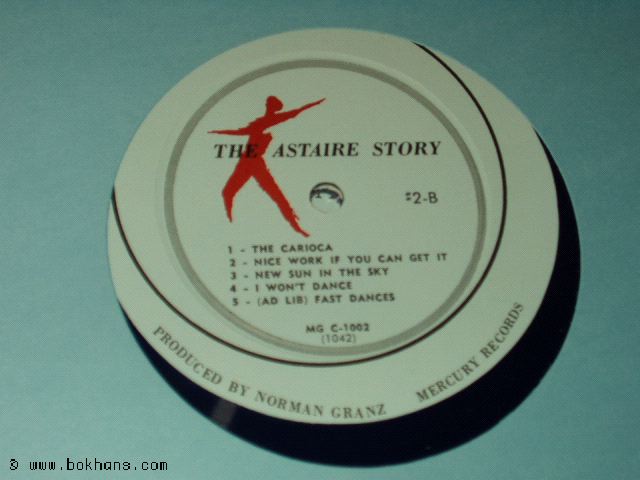 THE ASTAIRE STORY
#2-B
1 - THE CARIOCA
2 - NICE WORK IF YOU CAN GET IT
3 - NEW SUN IN THE SKY
4 - I WON'T DANCE
5 - (AD LIB) FAST DANCES
MG C-1002
(1042)
PRODUCED BY NORMAN GRANZ
MERCURY RECORDS
© www.bokhans.com